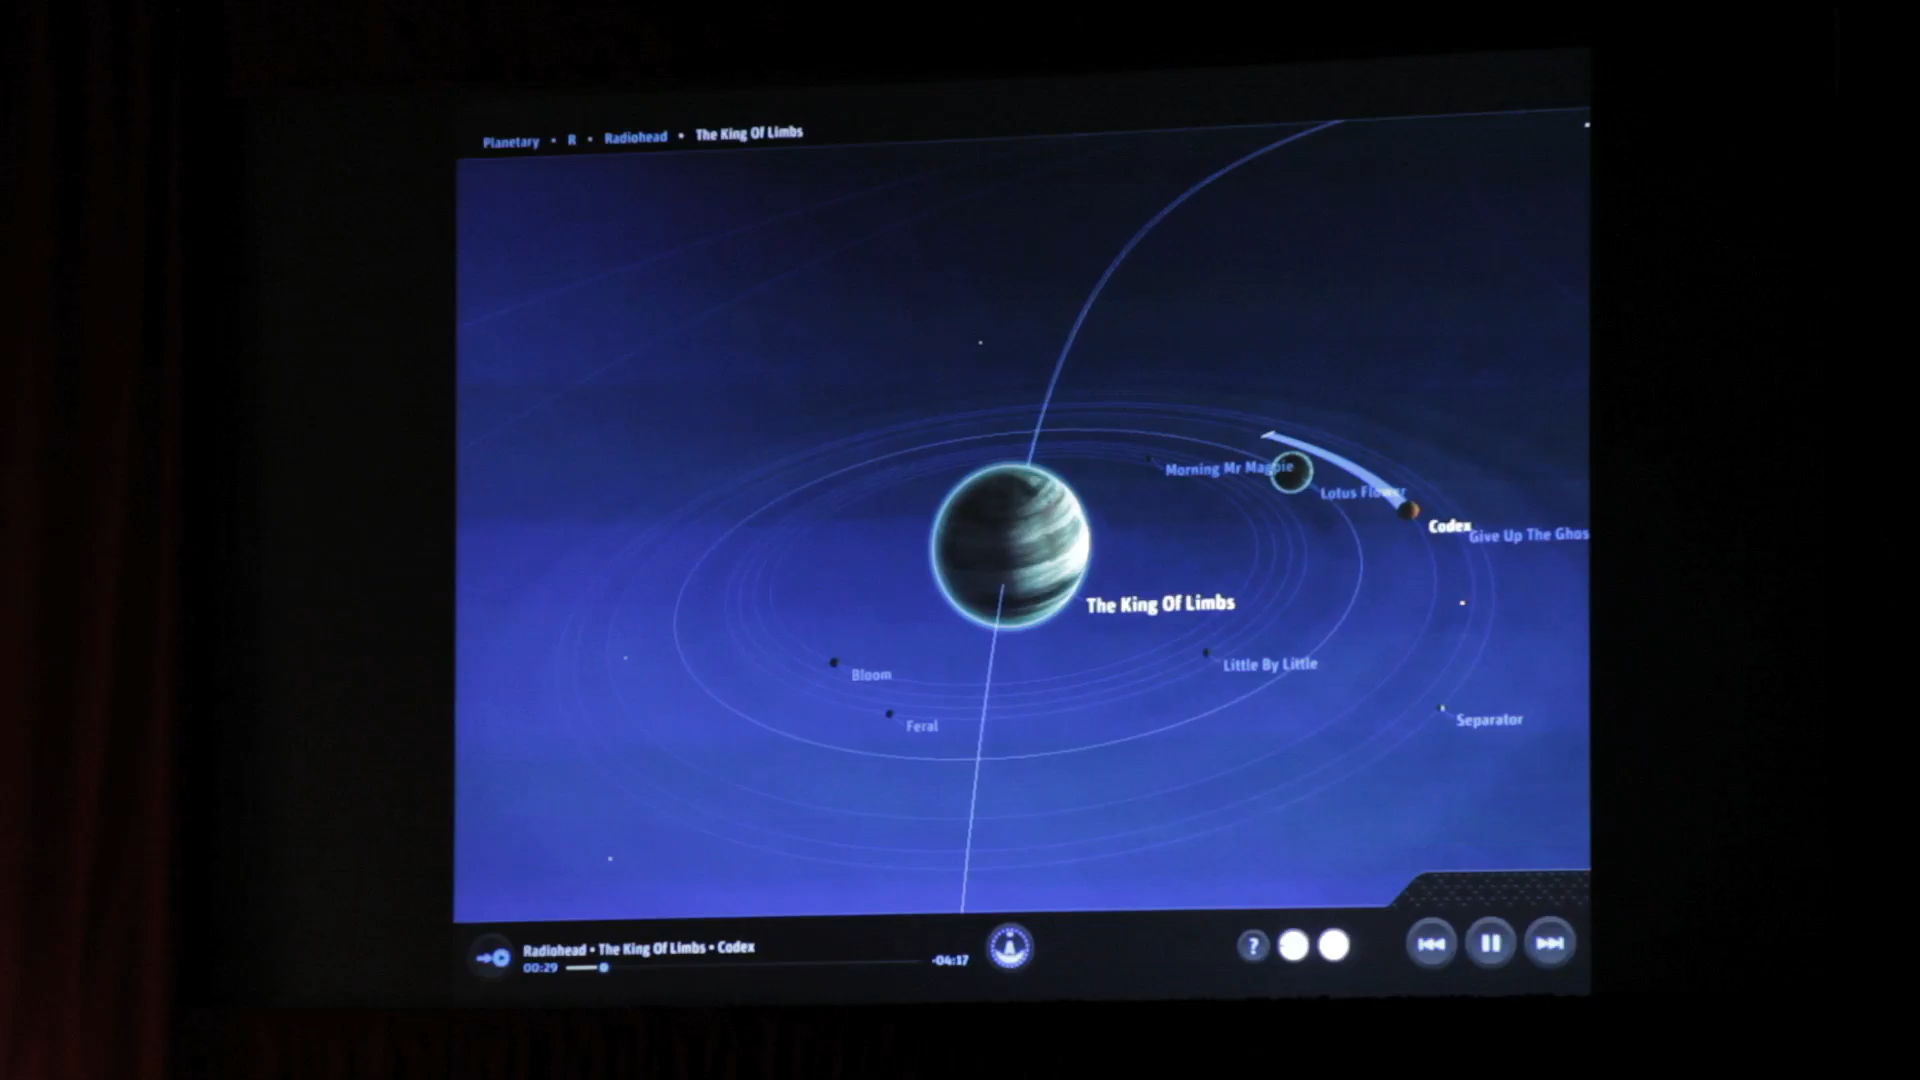 Planetary • R • Radiohead • The King Of Limbs
Morning Mr Magpie
Lotus Flower
Codex
Give Up The Ghos
The King Of Limbs
Little By Little
Bloom
Feral
Separator
Radiohead • The King Of Limbs • Codex
00:29
-04:17
?